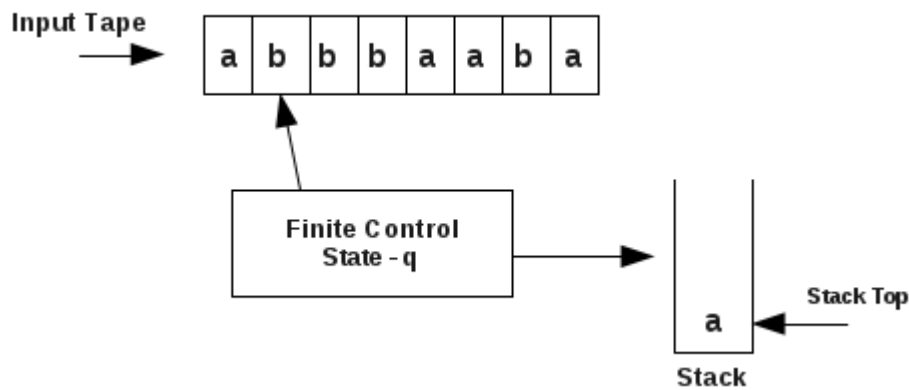 Input Tape
a b b b a a b a
Finite Control
State - q
Stack Top
a
Stack